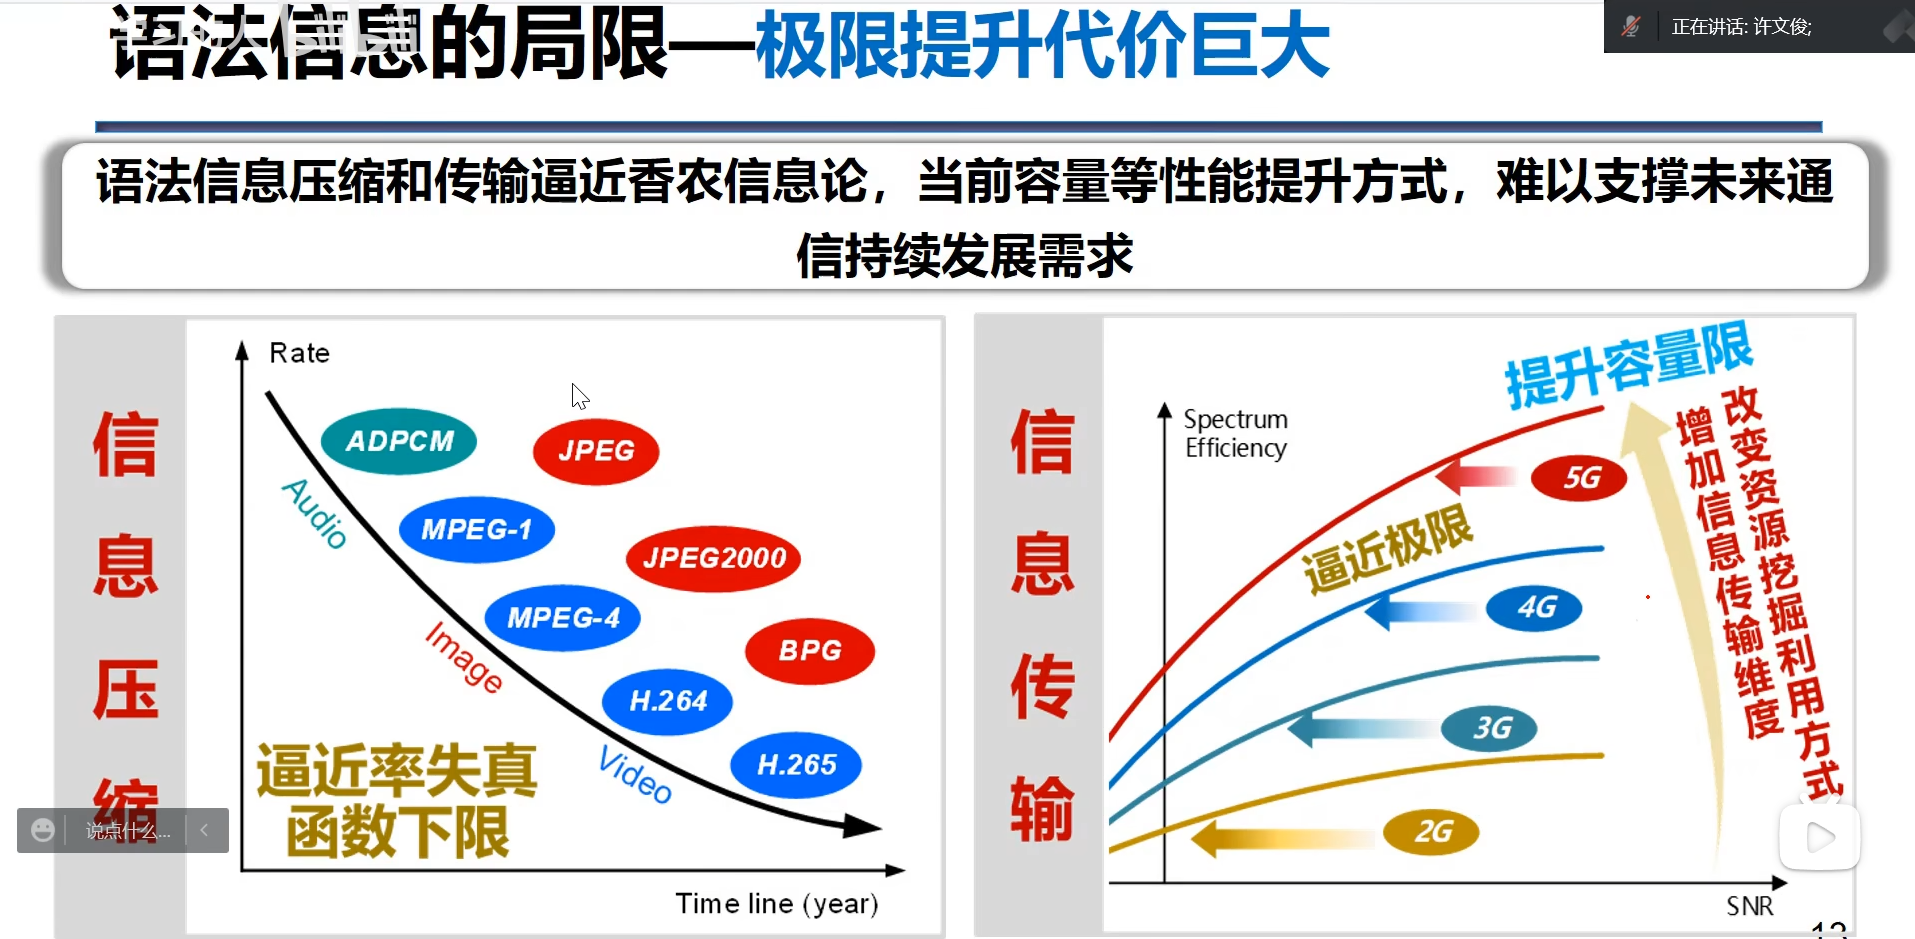 语法信息的局限—极限提升代价巨大
正在讲话: 许文俊;
语法信息压缩和传输逼近香农信息论，当前容量等性能提升方式，难以支撑未来通
信持续发展需求
信息压缩
Rate
ADPCM
JPEG
Audio
MPEG-1
JPEG2000
MPEG-4
Image
BPG
H.264
Video
H.265
逼近率失真
函数下限
Time line (year)
说点什么...
信息传输
Spectrum
Efficiency
提升容量限
逼近极限
5G
4G
3G
2G
增加信息传输维度
改变资源挖掘利用方式
SNR